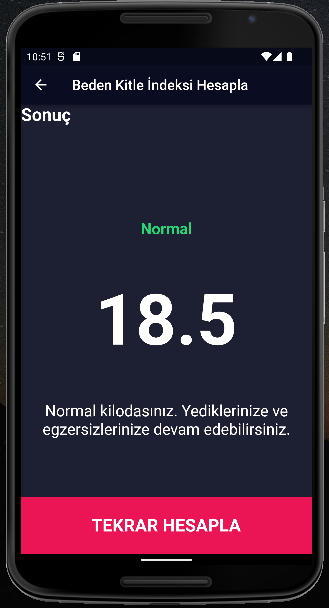 10:51
Beden Kitle İndeksi Hesapla
Sonuç
Normal
18.5
Normal kilodasınız. Yediklerinize ve
egzersizlerinize devam edebilirsiniz.
TEKRAR HESAPLA